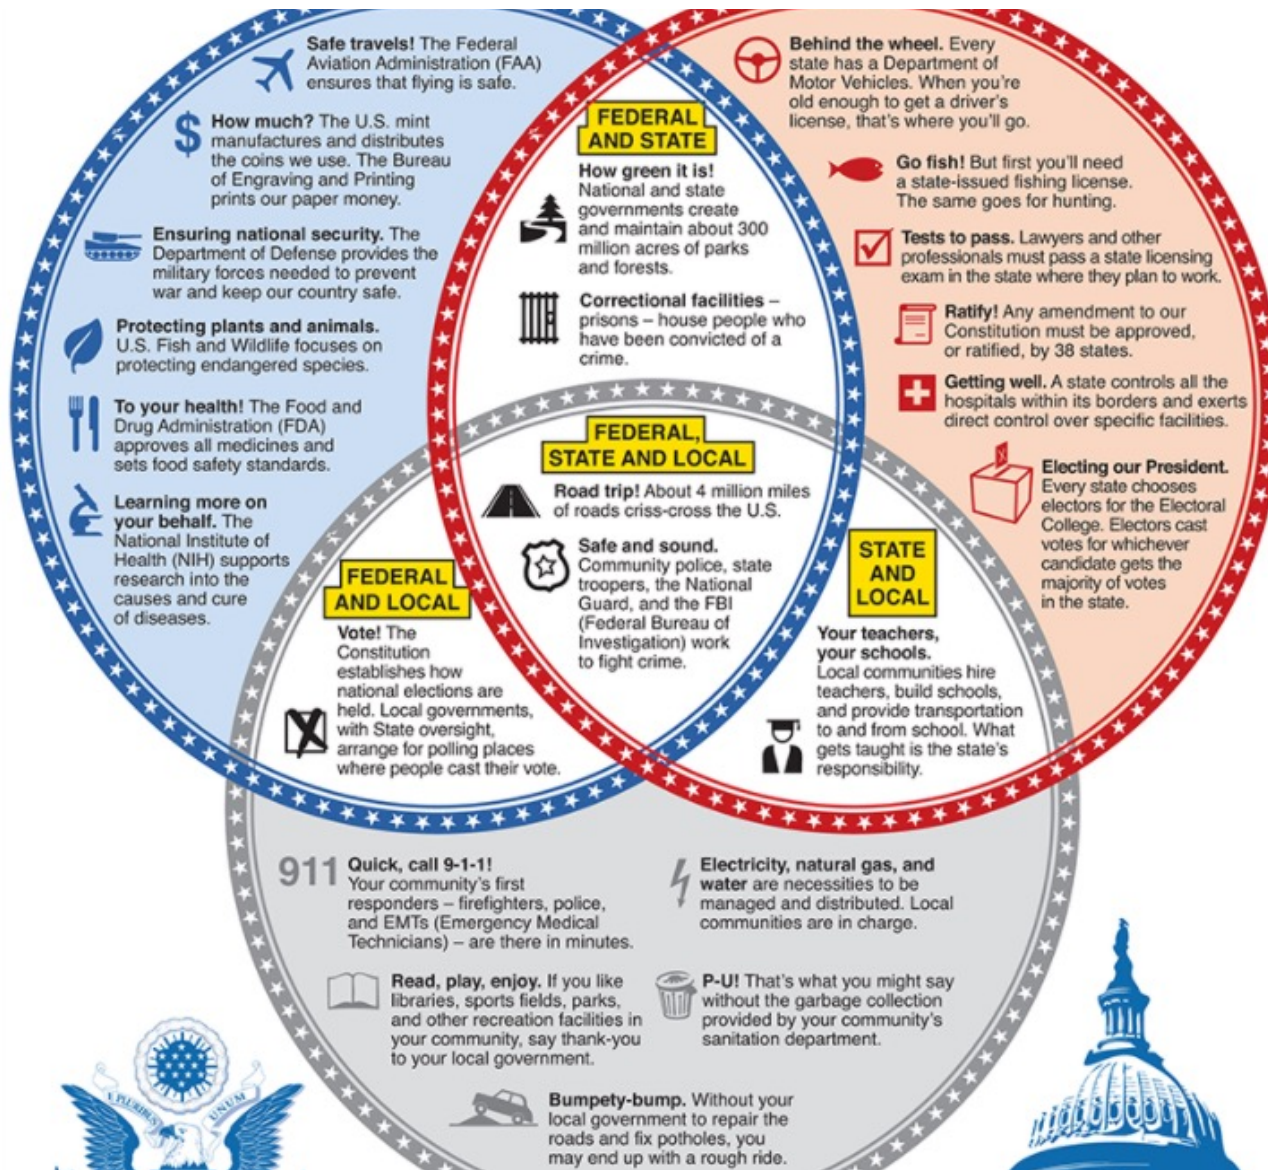 Safe travels! The Federal
Aviation Administration (FAA)
ensures that flying is safe.
$
How much? The U.S. mint
manufactures and distributes
the coins we use. The Bureau
of Engraving and Printing
prints our paper money.
Ensuring national security. The
Department of Defense provides the
military forces needed to prevent
war and keep our country safe.
Protecting plants and animals.
U.S. Fish and Wildlife focuses on
protecting endangered species.
To your health! The Food and
Drug Administration (FDA)
approves all medicines and
sets food safety standards.
Learning more on
your behalf. The
National Institute of
Health (NIH) supports
research into the
causes and cure
of diseases.
FEDERAL
AND STATE
How green it is!
National and state
governments create
and maintain about 300
million acres of parks
and forests.
Correctional facilities –
prisons – house people who
have been convicted of a
crime.
Behind the wheel. Every
state has a Department of
Motor Vehicles. When you're
old enough to get a driver's
license, that's where you'll go.
Go fish! But first you'll need
a state-issued fishing license.
The same goes for hunting.
Tests to pass. Lawyers and other
professionals must pass a state licensing
exam in the state where they plan to work.
Ratify! Any amendment to our
Constitution must be approved,
or ratified, by 38 states.
Getting well. A state controls all the
hospitals within its borders and exerts
direct control over specific facilities.
Electing our President.
Every state chooses
electors for the Electoral
College. Electors cast
votes for whichever
candidate gets the
majority of votes
in the state.
FEDERAL,
STATE AND LOCAL
Road trip! About 4 million miles
of roads criss-cross the U.S.
Safe and sound.
Community police, state
troopers, the National
Guard, and the FBI
(Federal Bureau of
Investigation) work
to fight crime.
FEDERAL
AND LOCAL
Vote! The
Constitution
establishes how
national elections are
held. Local governments,
with State oversight,
arrange for polling places
where people cast their vote.
STATE
AND
LOCAL
Your teachers,
your schools.
Local communities hire
teachers, build schools,
and provide transportation
to and from school. What
gets taught is the state's
responsibility.
911
Quick, call 9-1-1!
Your community's first
responders – firefighters, police,
and EMTs (Emergency Medical
Technicians) – are there in minutes.
Electricity, natural gas, and
water are necessities to be
managed and distributed. Local
communities are in charge.
Read, play, enjoy. If you like
libraries, sports fields, parks,
and other recreation facilities in
your community, say thank-you
to your local government.
P-U! That's what you might say
without the garbage collection
provided by your community's
sanitation department.
Bumpety-bump. Without your
local government to repair the
roads and fix potholes, you
may end up with a rough ride.
E PLURIBUS UNUM